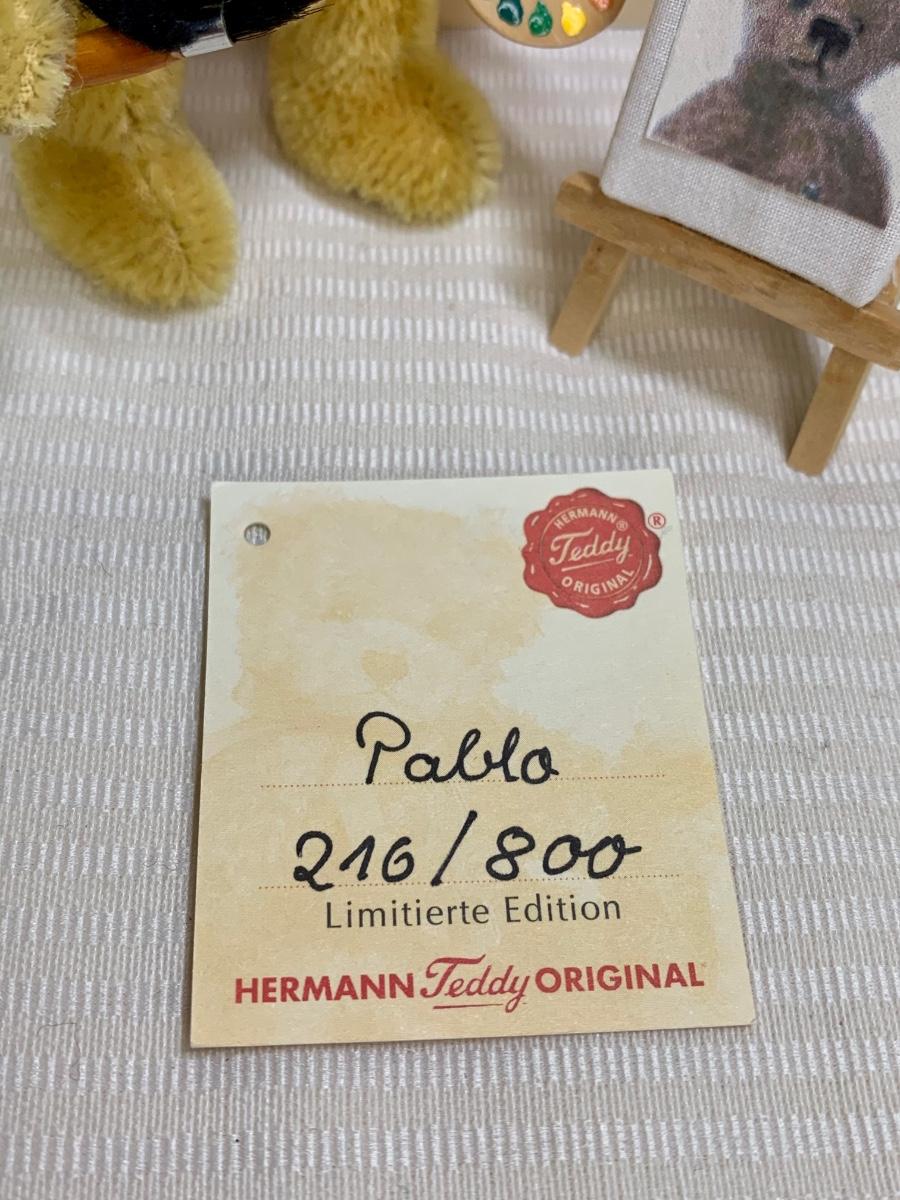 HERMANN®
Teddy
ORIGINAL
®
Pablo
216/800
Limitierte Edition
HERMANN Teddy ORIGINAL